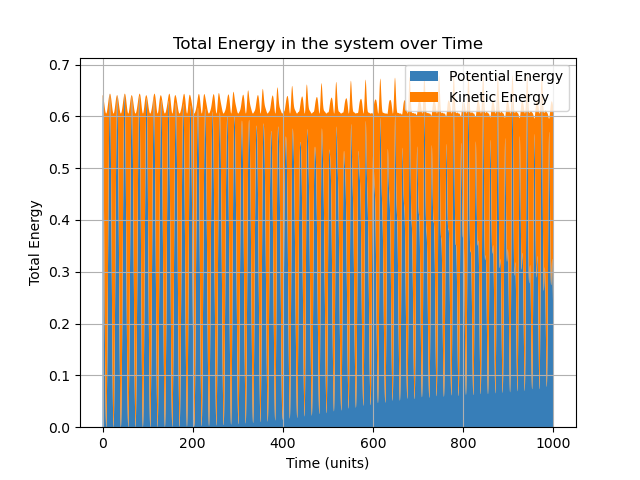 Total Energy in the system over Time
Potential Energy
Kinetic Energy
Total Energy
0.7
0.6
0.5
0.4
0.3
0.2
0.1
0.0
0
200
400
600
800
1000
Time (units)